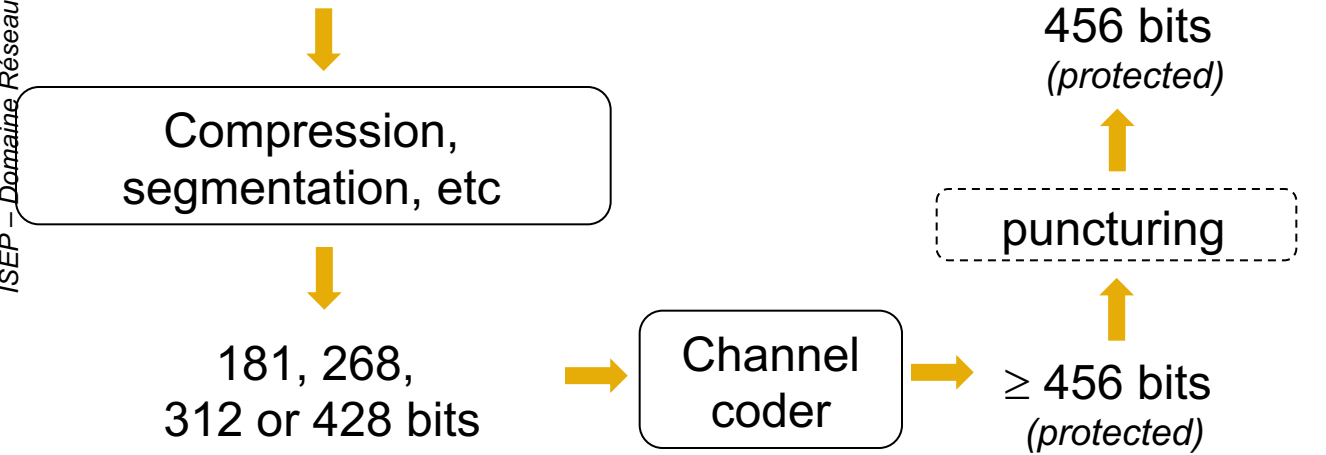 ISEP – Domaine Réseau
Compression,
segmentation, etc
181, 268,
312 or 428 bits
Channel
coder
≥ 456 bits
(protected)
puncturing
456 bits
(protected)